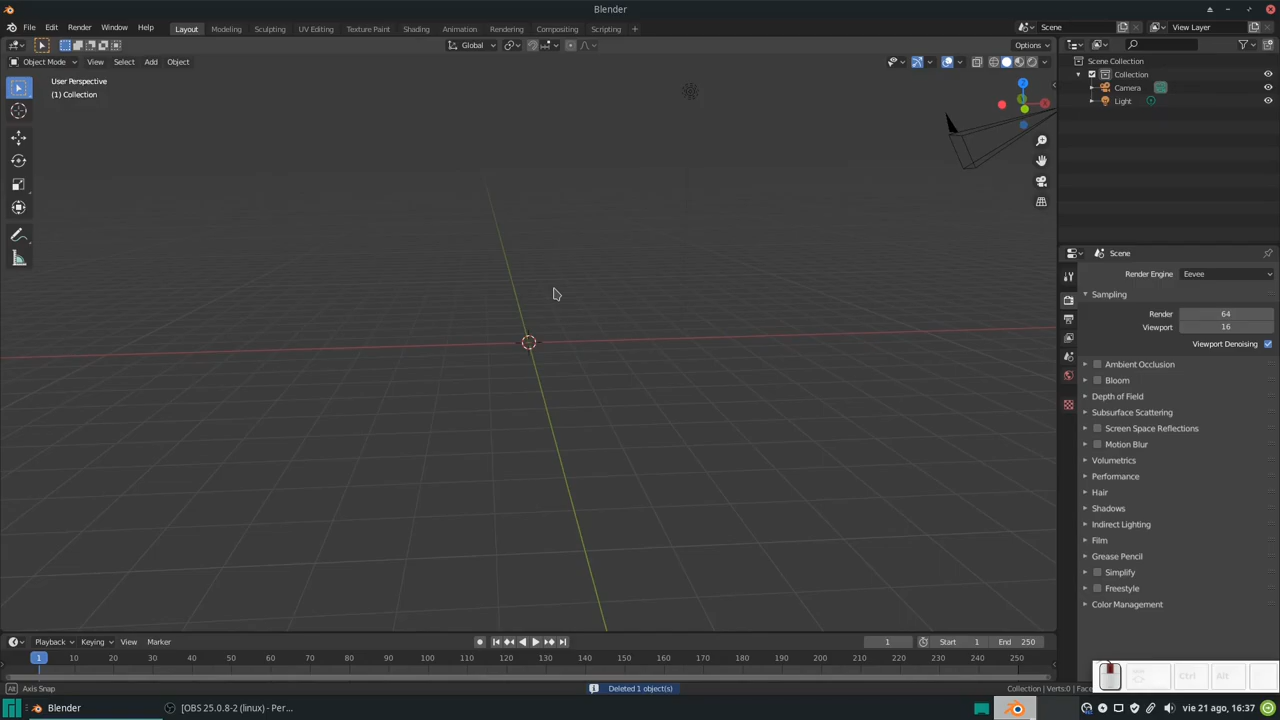 Blender
File Edit Render Window Help Layout Modeling Sculpting UV Editing Texture Paint Shading Animation Rendering Compositing Scripting + Scene View Layer
Global Options
Object Mode View Select Add Object
User Perspective
(1) Collection
Scene Collection
Collection
Camera
Light
Z
Scene
Render Engine Eevee
Sampling
Render 64
Viewport 16
Viewport Denoising
Ambient Occlusion
Bloom
Depth of Field
Subsurface Scattering
Screen Space Reflections
Motion Blur
Volumetrics
Performance
Hair
Shadows
Indirect Lighting
Film
Grease Pencil
Simplify
Freestyle
Color Management
Playback Keying View Marker 1 Start 1 End 250
1 10 20 30 40 50 60 70 80 90 100 110 120 130 140 150 160 170 180 190 200 210 220 230 240 250
Axis Snap Deleted 1 object(s) Collection | Verts:0 | Face
Ctrl Alt
Blender [OBS 25.0.8-2 (linux) - Per... vie 21 ago, 16:37